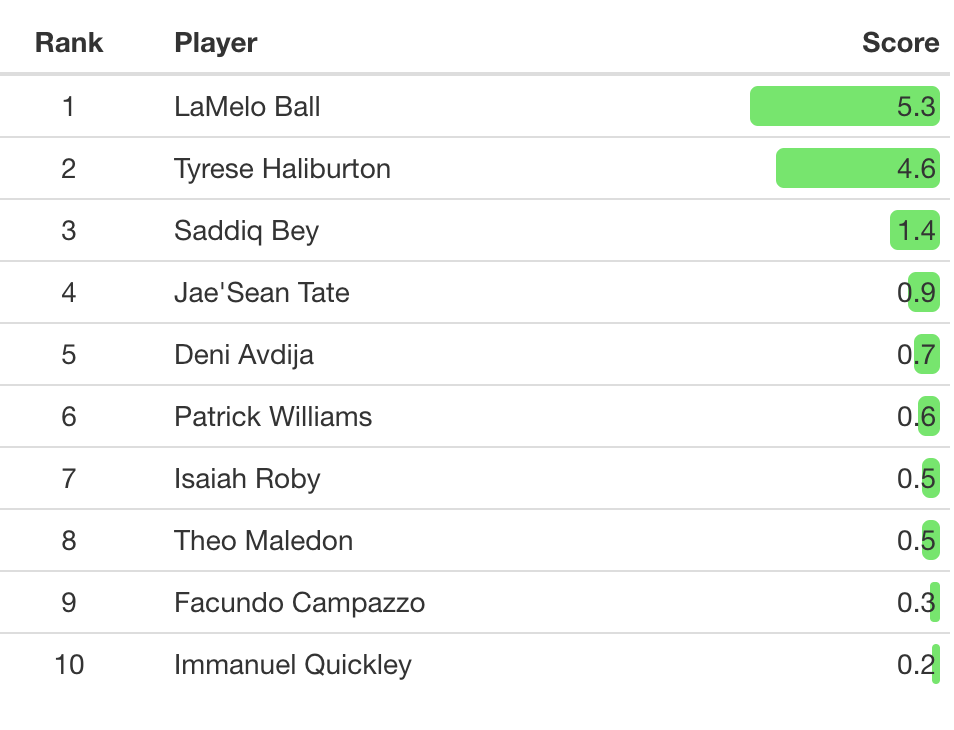 Rank Player Score
1 LaMelo Ball 5.3
2 Tyrese Haliburton 4.6
3 Saddiq Bey 1.4
4 Jae'Sean Tate 0.9
5 Deni Avdija 0.7
6 Patrick Williams 0.6
7 Isaiah Roby 0.5
8 Theo Maledon 0.5
9 Facundo Campazzo 0.3
10 Immanuel Quickley 0.2